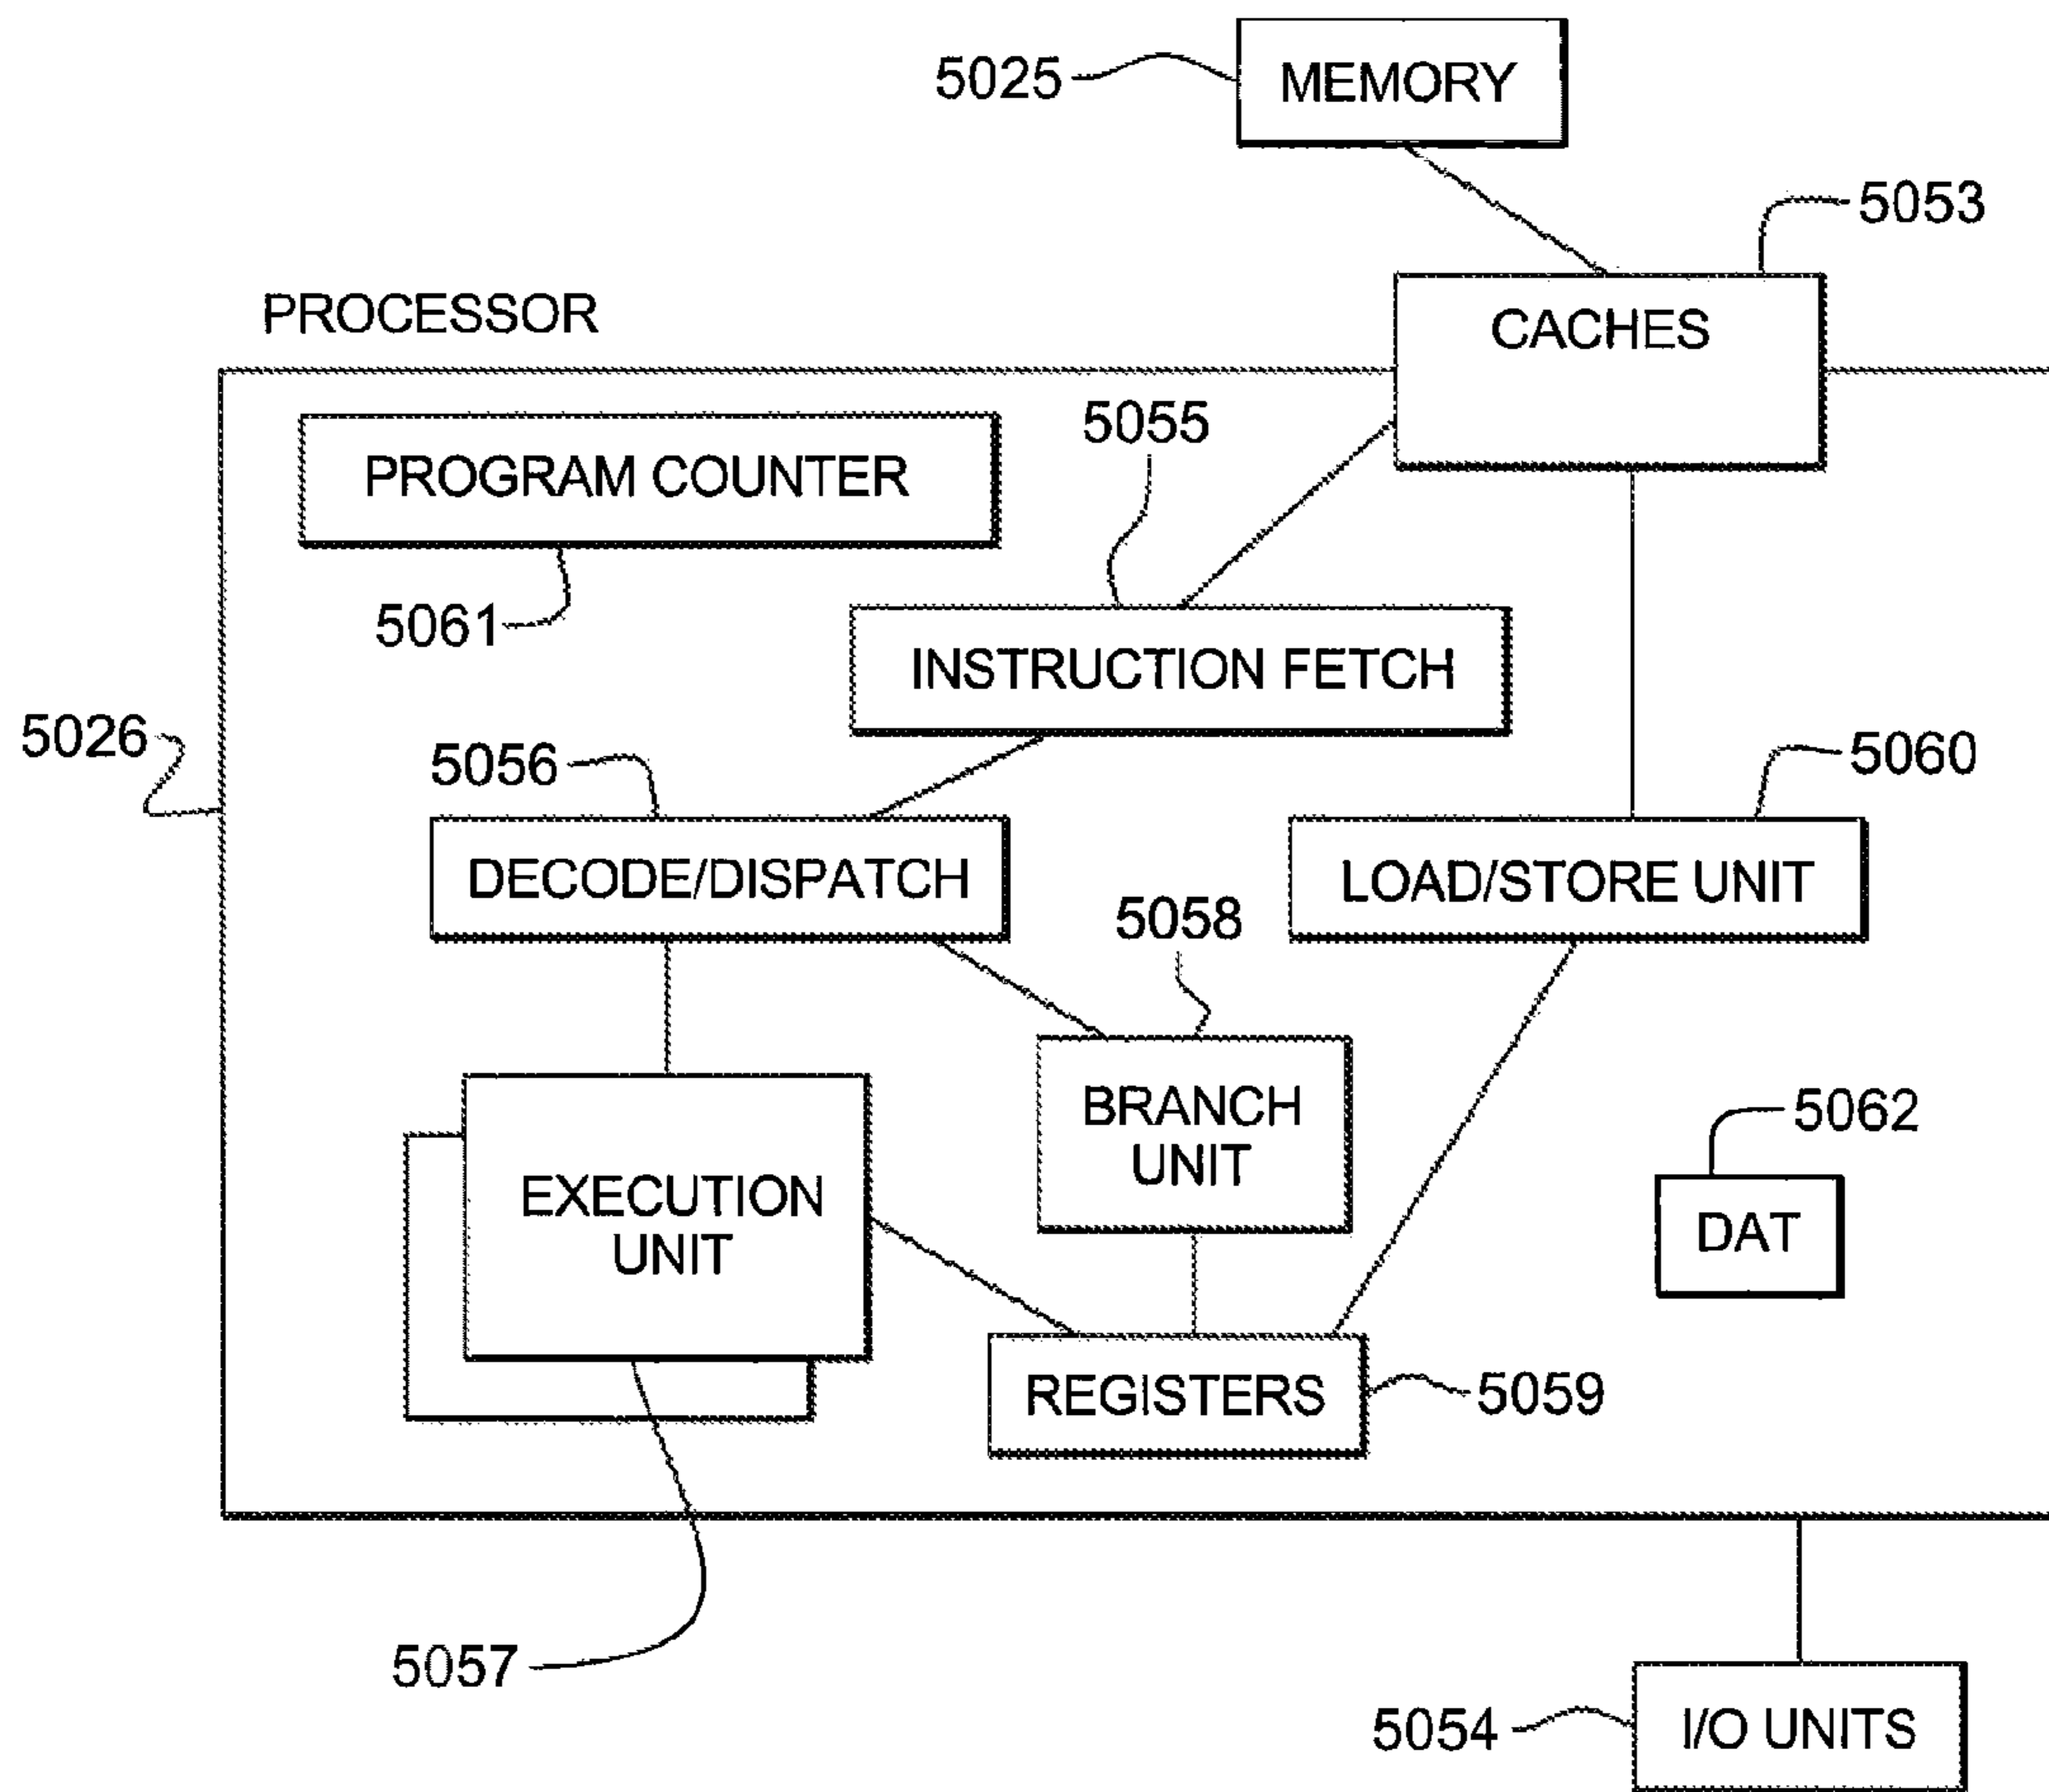 MEMORY
5025
5053
CACHES
PROCESSOR
5055
PROGRAM COUNTER
5061
INSTRUCTION FETCH
5026
5056
5060
DECODE/DISPATCH
LOAD/STORE UNIT
5058
BRANCH
UNIT
5062
EXECUTION
UNIT
DAT
REGISTERS
5059
5057
5054
I/O UNITS